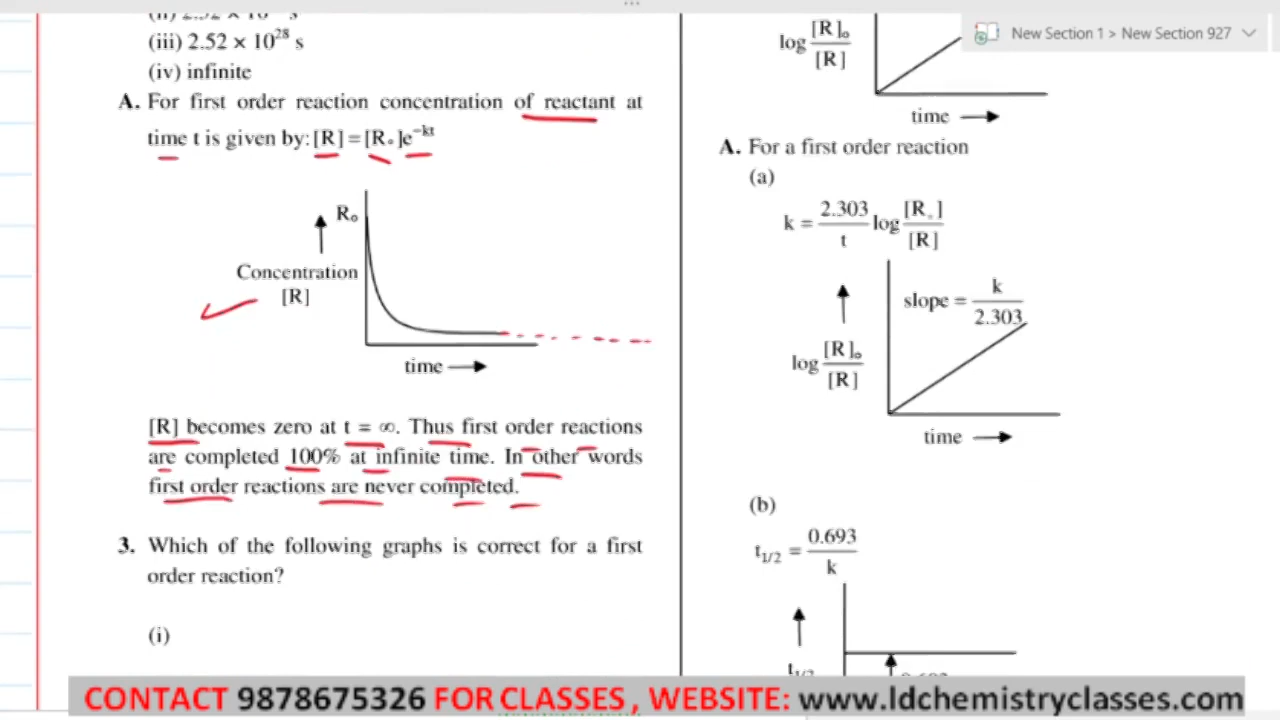 (iii) 2.52 × 10²⁸ s
(iv) infinite
A. For first order reaction concentration of reactant at
time t is given by: [R] = [R₀]e⁻ᵏᵗ
R₀
Concentration
[R]
time
[R] becomes zero at t = ∞. Thus first order reactions
are completed 100% at infinite time. In other words
first order reactions are never completed.
3. Which of the following graphs is correct for a first
order reaction?
(i)
New Section 1 > New Section 927
log [R]₀/[R]
time
A. For a first order reaction
(a)
k = 2.303/t log [R₀]/[R]
slope = k/2.303
log [R]₀/[R]
time
(b)
t₁/₂ = 0.693/k
t₁/₂
CONTACT 9878675326 FOR CLASSES , WEBSITE: www.ldchemistryclasses.com